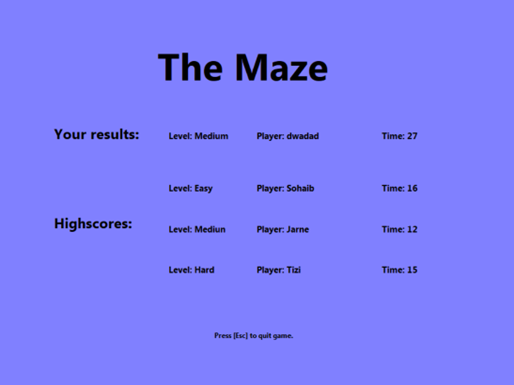 The Maze
Your results: Level: Medium Player: dwadad Time: 27
Level: Easy Player: Sohaib Time: 16
Highscores: Level: Mediun Player: Jarne Time: 12
Level: Hard Player: Tizi Time: 15
Press [Esc] to quit game.